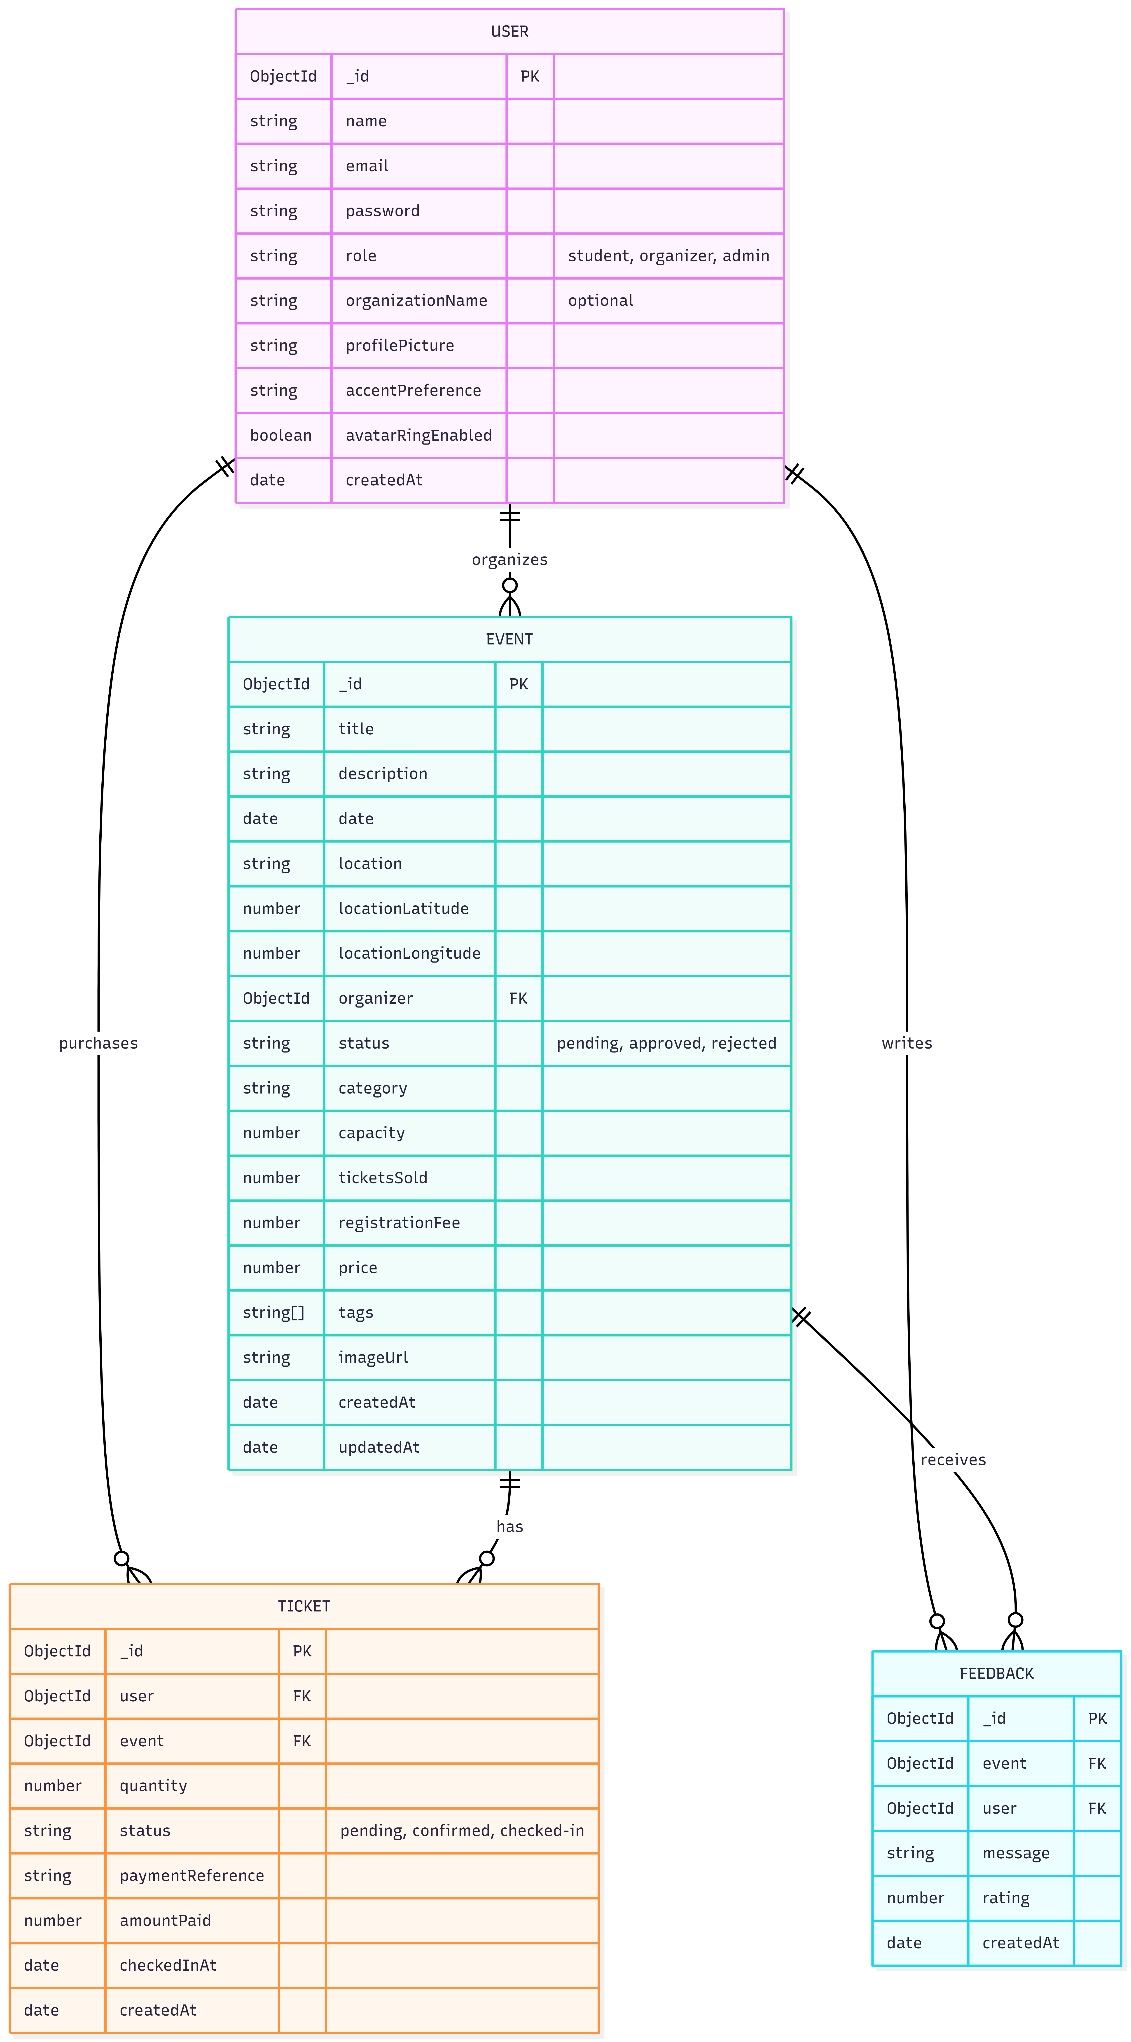 USER
ObjectId _id PK
string name
string email
string password
string role student, organizer, admin
string organizationName optional
string profilePicture
string accentPreference
boolean avatarRingEnabled
date createdAt
organizes
EVENT
ObjectId _id PK
string title
string description
date date
string location
number locationLatitude
number locationLongitude
ObjectId organizer FK
string status pending, approved, rejected
string category
number capacity
number ticketsSold
number registrationFee
number price
string[] tags
string imageUrl
date createdAt
date updatedAt
purchases
writes
receives
has
TICKET
ObjectId _id PK
ObjectId user FK
ObjectId event FK
number quantity
string status pending, confirmed, checked-in
string paymentReference
number amountPaid
date checkedInAt
date createdAt
FEEDBACK
ObjectId _id PK
ObjectId event FK
ObjectId user FK
string message
number rating
date createdAt